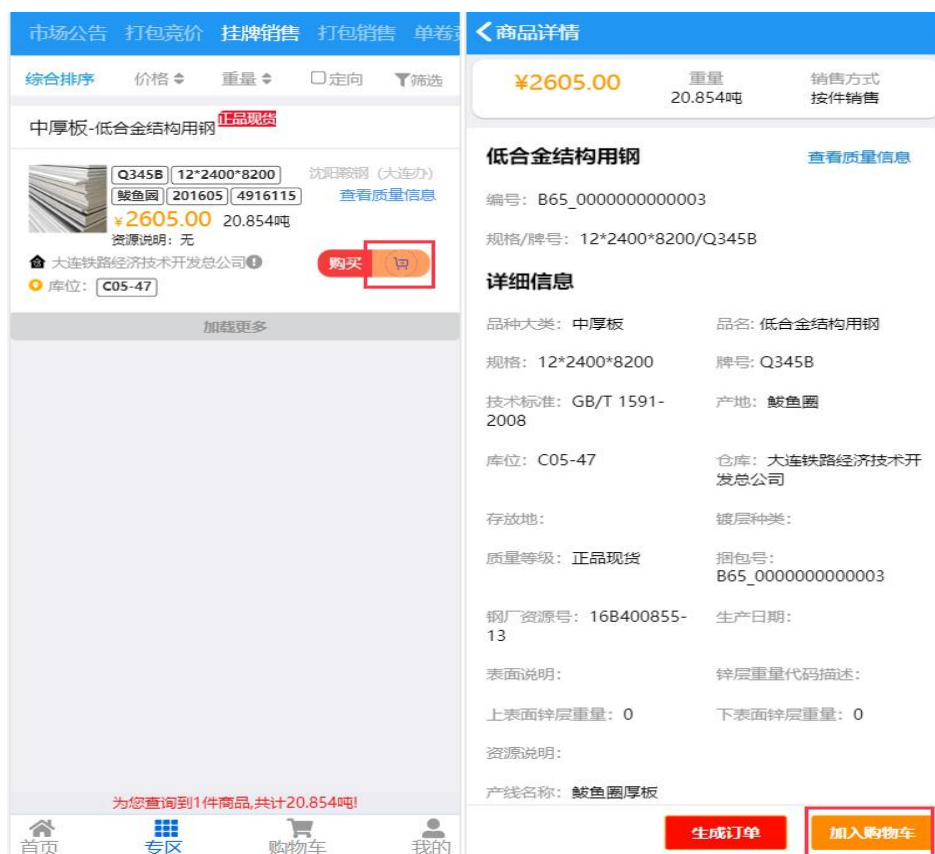 市场公告 打包竞价 挂牌销售 打包销售 单卷竞
综合排序 价格 重量 定向 筛选
中厚板-低合金结构用钢 正品现货
Q345B 12*2400*8200 沈阳鞍钢（大连办）
鲅鱼圈 201605 4916115 查看质量信息
¥2605.00 20.854吨
资源说明：无
大连铁路经济技术开发总公司
购买
库位：C05-47
加载更多
为您查询到1件商品,共计20.854吨!
首页 专区 购物车 我的
商品详情
¥2605.00 重量 销售方式
20.854吨 按件销售
低合金结构用钢 查看质量信息
编号：B65_0000000000003
规格/牌号：12*2400*8200/Q345B
详细信息
品种大类：中厚板 品名：低合金结构用钢
规格：12*2400*8200 牌号：Q345B
技术标准：GB/T 1591- 产地：鲅鱼圈
2008
库位：C05-47 仓库：大连铁路经济技术开
发总公司
存放地： 镀层种类：
质量等级：正品现货 捆包号：
B65_0000000000003
钢厂资源号：16B400855- 生产日期：
13
表面说明： 锌层重量代码描述：
上表面锌层重量：0 下表面锌层重量：0
资源说明：
产线名称：鲅鱼圈厚板
生成订单 加入购物车